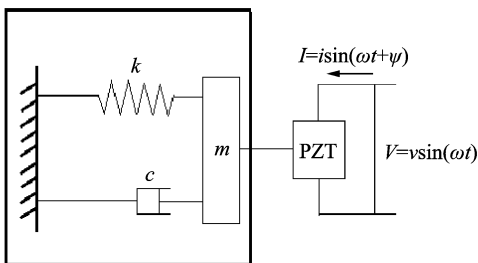 I=isin(ωt+ψ)
k
m
PZT
V=vsin(ωt)
c